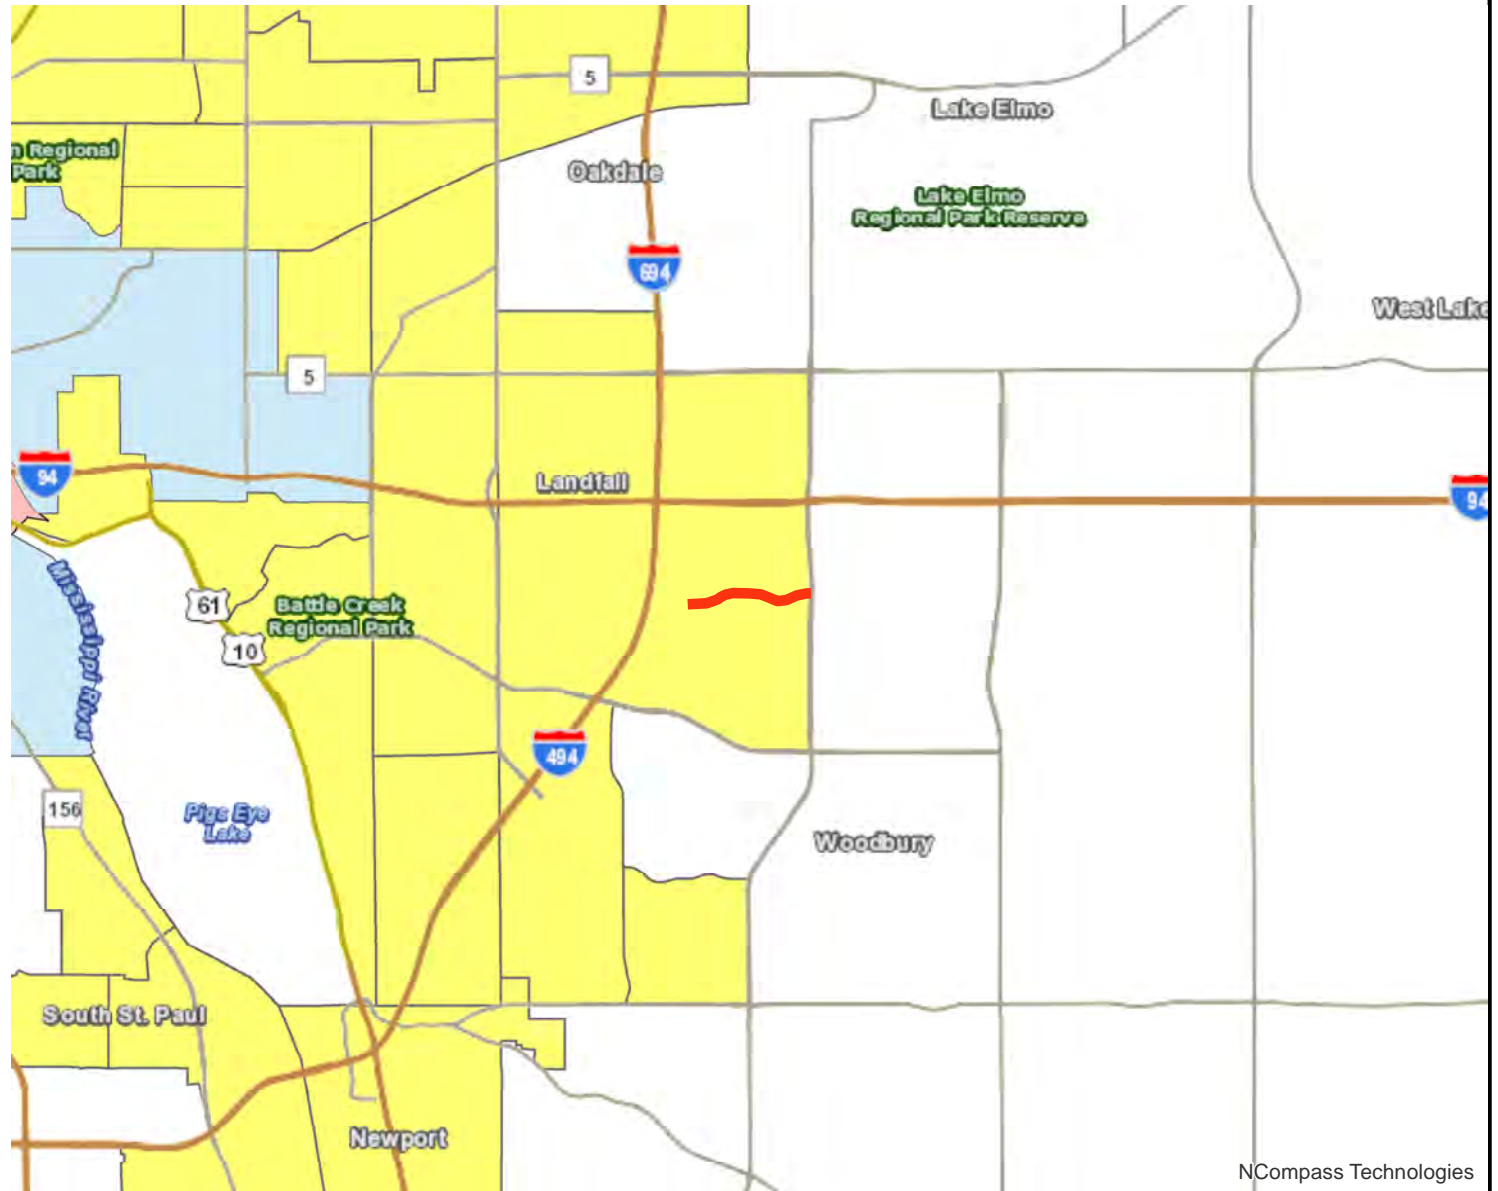 5
Lake Elmo
n Regional
Park
Oakdale
Lake Elmo
Regional Park Reserve
694
West Lake
5
94
Landfall
94
Mississippi River
61
Battle Creek
Regional Park
10
494
156
Pigs Eye
Lake
Woodbury
South St. Paul
Newport
NCompass Technologies